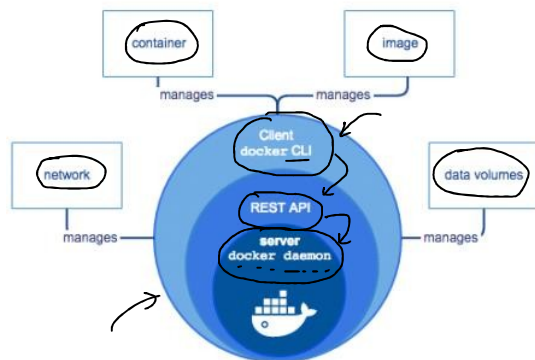 container
image
manages
manages
Client
docker CLI
network
data volumes
REST API
manages
manages
server
docker daemon